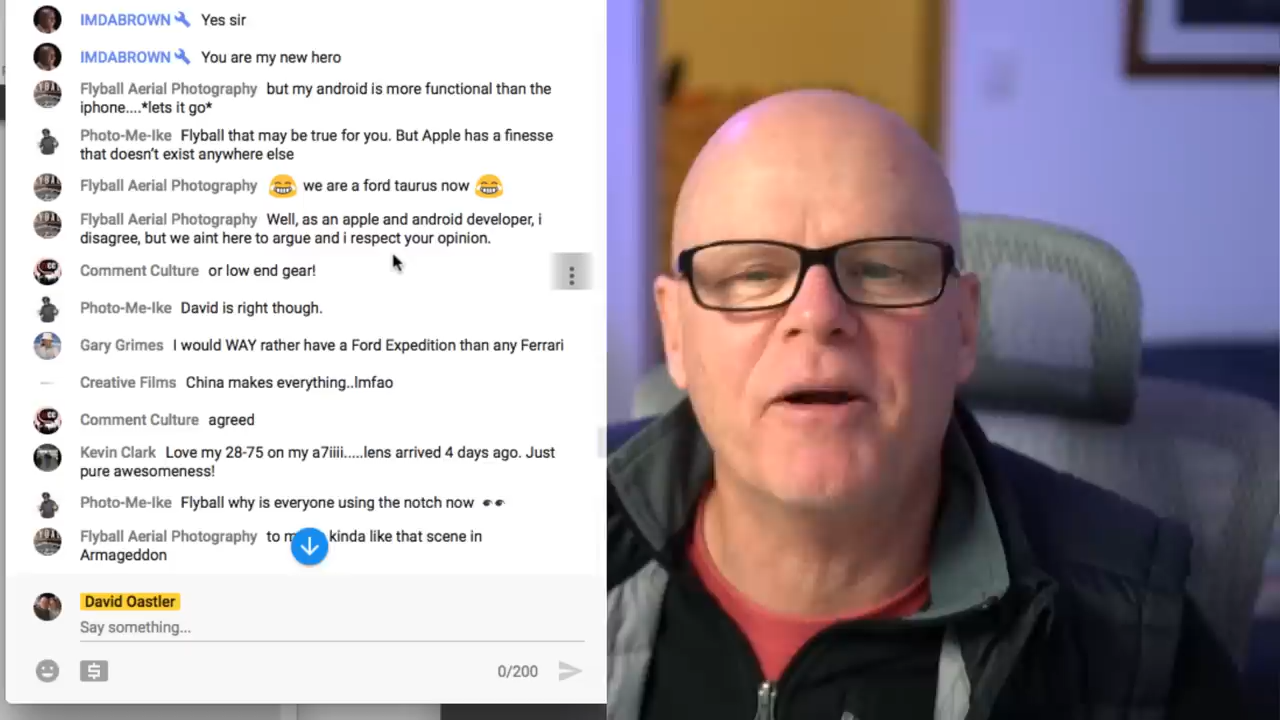 IMDABROWN Yes sir
IMDABROWN You are my new hero
Flyball Aerial Photography but my android is more functional than the
iphone....*lets it go*
Photo-Me-Ike Flyball that may be true for you. But Apple has a finesse
that doesn't exist anywhere else
Flyball Aerial Photography 😂 we are a ford taurus now 😂
Flyball Aerial Photography Well, as an apple and android developer, i
disagree, but we aint here to argue and i respect your opinion.
Comment Culture or low end gear!
Photo-Me-Ike David is right though.
Gary Grimes I would WAY rather have a Ford Expedition than any Ferrari
Creative Films China makes everything..lmfao
Comment Culture agreed
Kevin Clark Love my 28-75 on my a7iiii.....lens arrived 4 days ago. Just
pure awesomeness!
Photo-Me-Ike Flyball why is everyone using the notch now 👀
Flyball Aerial Photography to kinda like that scene in
Armageddon
David Oastler
Say something...
0/200